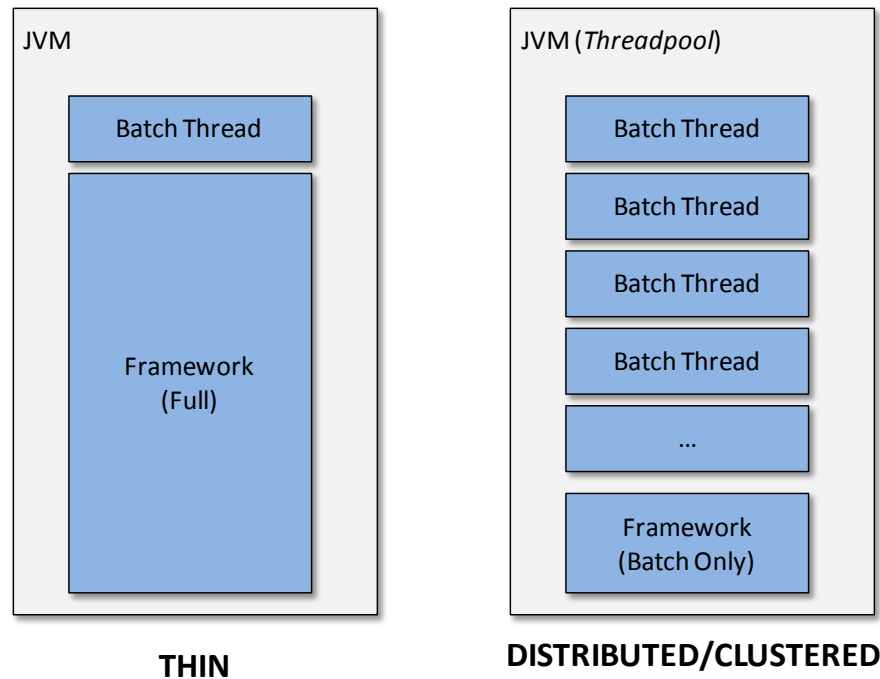 JVM
Batch Thread
Framework
(Full)
THIN
JVM (Threadpool)
Batch Thread
Batch Thread
Batch Thread
Batch Thread
...
Framework
(Batch Only)
DISTRIBUTED/CLUSTERED